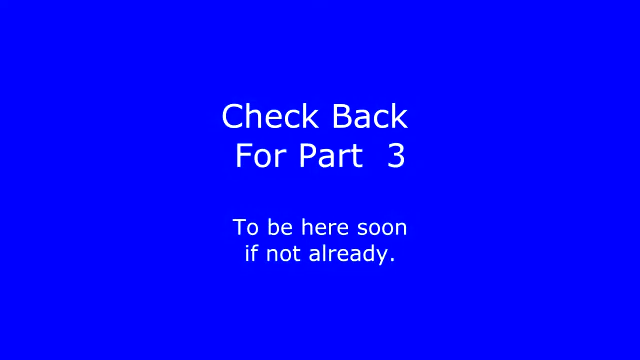 Check Back
For Part  3
To be here soon
if not already.